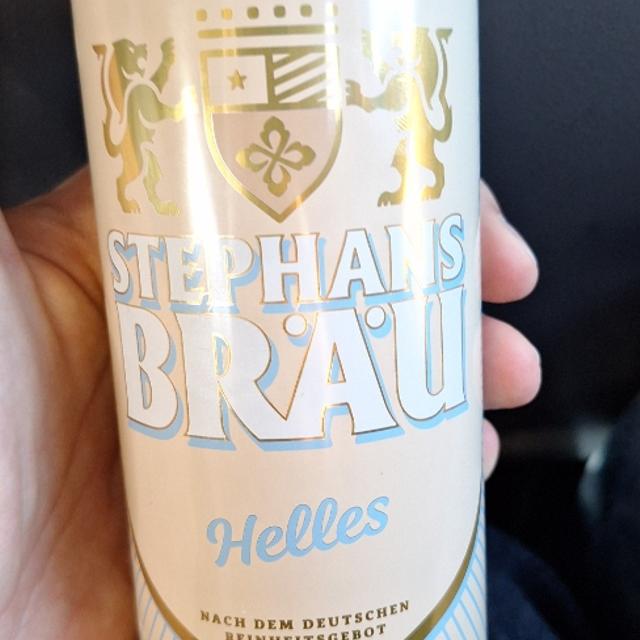 STEPHANS
BRÄU
Helles
NACH DEM DEUTSCHEN
REINHEITSGEBOT